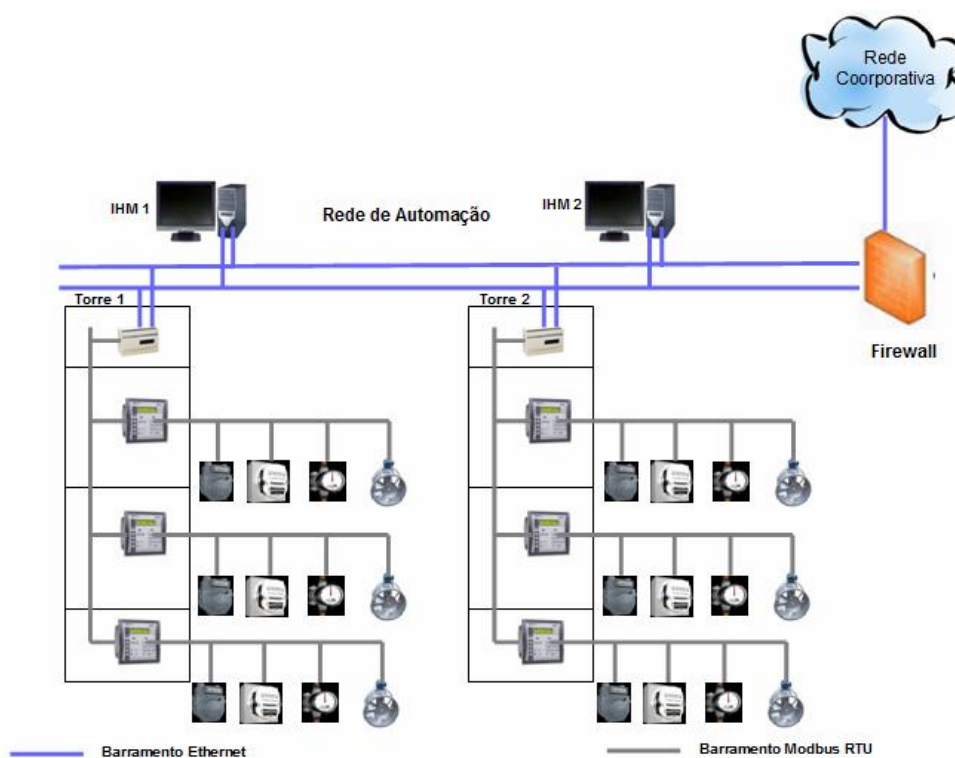 Rede
Coorporativa
IHM 1
Rede de Automação
IHM 2
Torre 1
Torre 2
Firewall
Barramento Ethernet
Barramento Modbus RTU